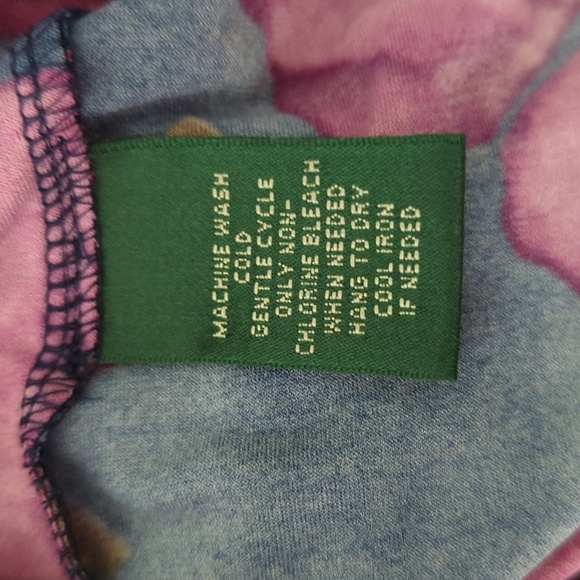 MACHINE WASH
COLD
GENTLE CYCLE
ONLY NON-
CHLORINE BLEACH
WHEN NEEDED
HANG TO DRY
COOL IRON
IF NEEDED